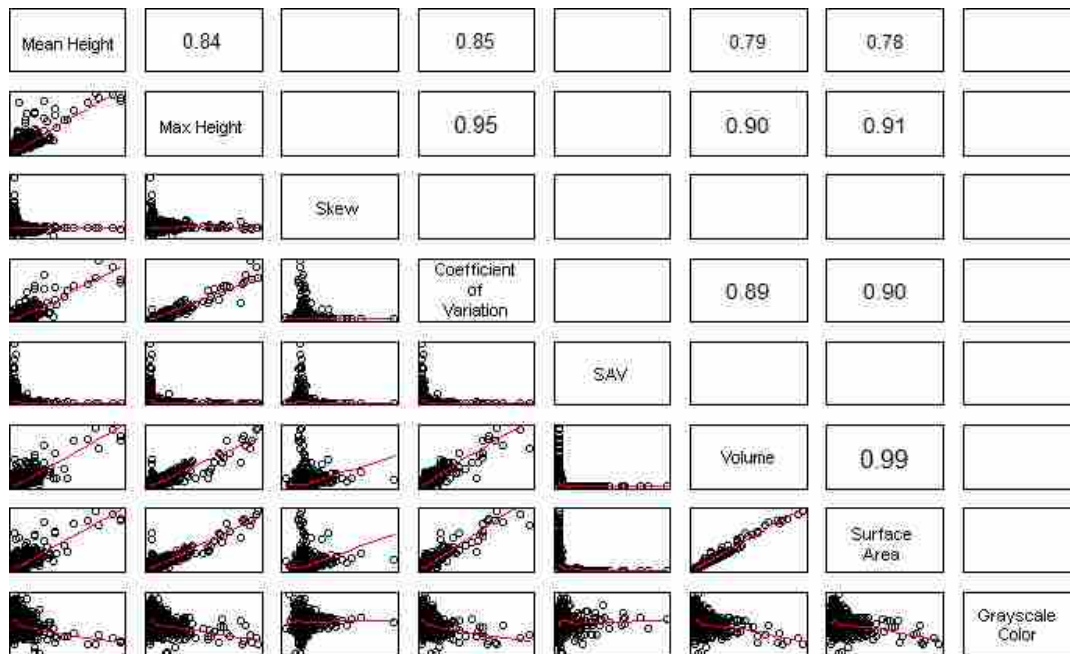 Mean Height 0.84 0.85 0.79 0.78
Max Height 0.95 0.90 0.91
Skew
Coefficient
of
Variation
0.89 0.90
SAV
Volume 0.99
Surface
Area
Grayscale
Color